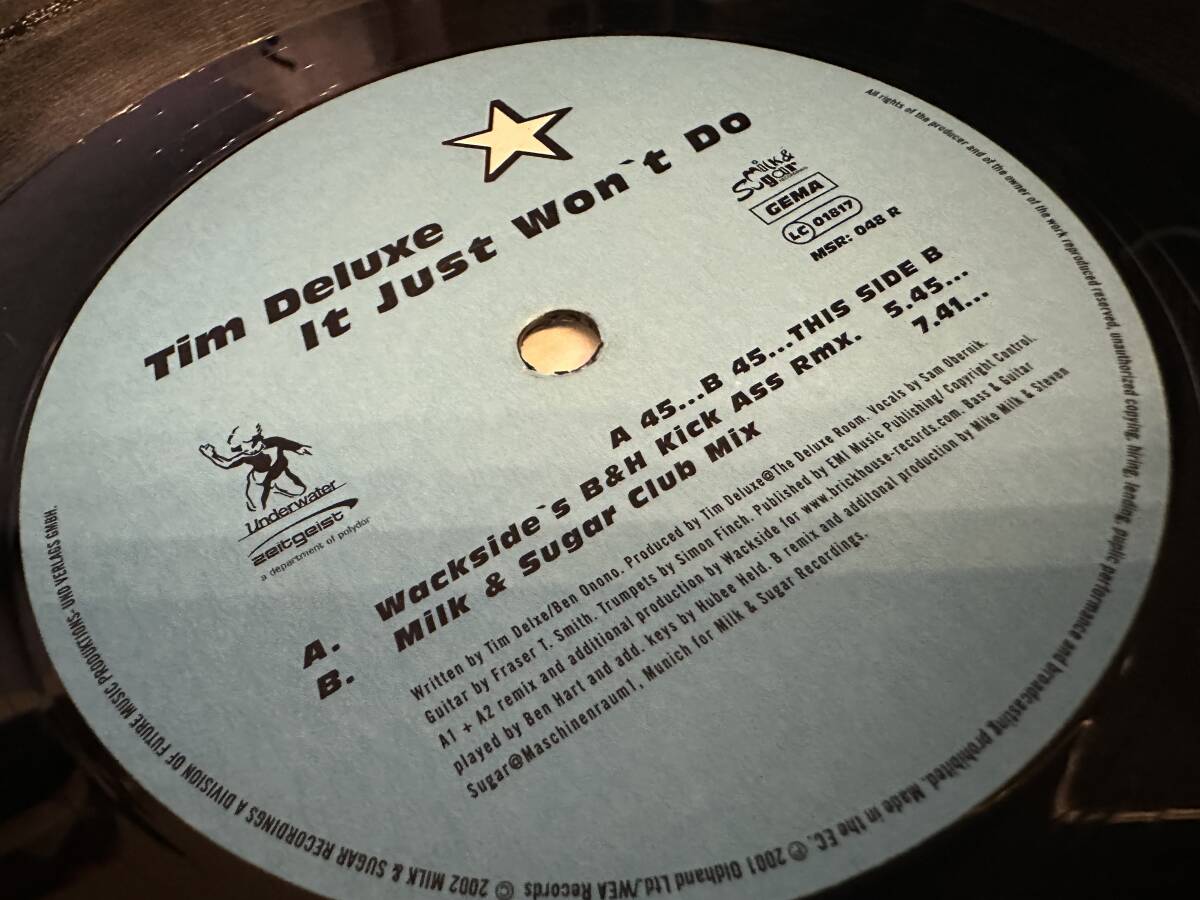 Tim Deluxe
It Just Won`t Do
Milk &
Sugar
GEMA
LC 01817
MSR: 048 R
Underwater
zeitgeist
a department of polydor
A 45...B 45...THIS SIDE B
A. Wackside`s B&H Kick Ass Rmx. 5.45...
B. Milk & Sugar Club Mix 7.41...
Written by Tim Delxe/Ben Onono. Produced by Tim Deluxe@The Deluxe Room. Vocals by Sam Obernik.
Guitar by Fraser T. Smith. Trumpets by Simon Finch. Published by EMI Music Publishing/ Copyright Control.
A1 + A2 remix and additional production by Wackside for www.brickhouse-records.com. Bass & Guitar
played by Ben Hart and add. keys by Hubee Held. B remix and additonal production by Mike Milk & Steven
Sugar@Maschinenraum1, Munich for Milk & Sugar Recordings.
All rights of the producer and of the owner of the work reproduced reserved, unauthorized copying, hiring, lending, public performance and broadcasting prohibited. Made in the EC. ℗ 2001 Oldhand Ltd./WEA Records © 2002 MILK & SUGAR RECORDINGS A DIVISION OF FUTURE MUSIC PRODUKTIONS- UND VERLAGS GMBH.